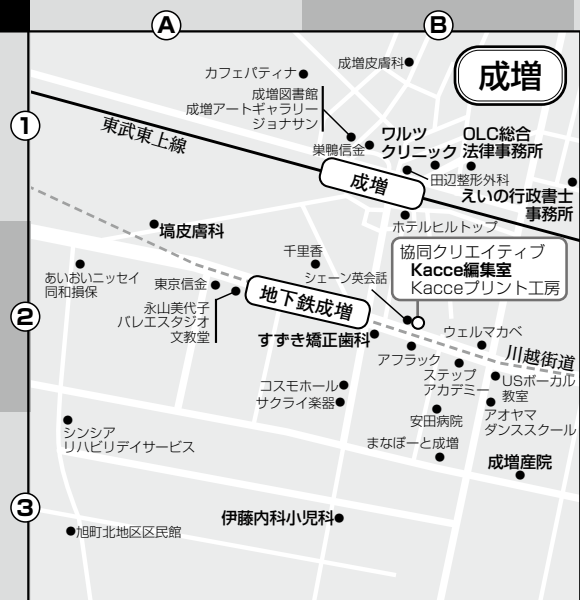 A
B
成増
成増皮膚科
カフェパティナ
成増図書館
成増アートギャラリー
ジョナサン
1
東武東上線
巣鴨信金
ワルツ
クリニック
OLC総合
法律事務所
成増
田辺整形外科
えいの行政書士
事務所
ホテルヒルトップ
塙皮膚科
千里香
シェーン英会話
協同クリエイティブ
Kacce編集室
Kacceプリント工房
あいおいニッセイ
同和損保
東京信金
地下鉄成増
2
永山美代子
バレエスタジオ
文教堂
すずき矯正歯科
ウェルマカベ
川越街道
アフラック
ステップ
アカデミー
USボーカル
教室
コスモホール
サクライ楽器
アオヤマ
ダンススクール
安田病院
シンシア
リハビリデイサービス
まなぽーと成増
成増産院
3
伊藤内科小児科
旭町北地区区民館